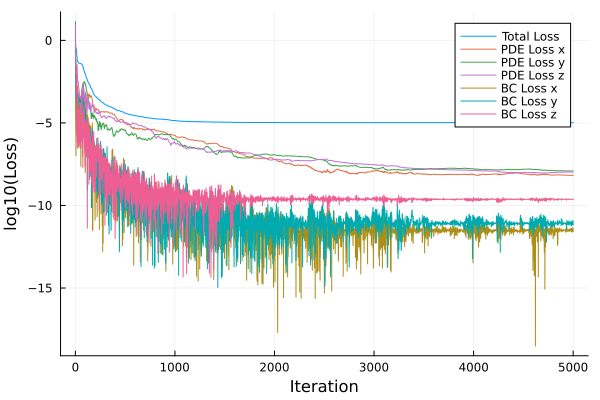 0
−5
−10
−15
log10(Loss)
Total Loss
PDE Loss x
PDE Loss y
PDE Loss z
BC Loss x
BC Loss y
BC Loss z
0 1000 2000 3000 4000 5000
Iteration